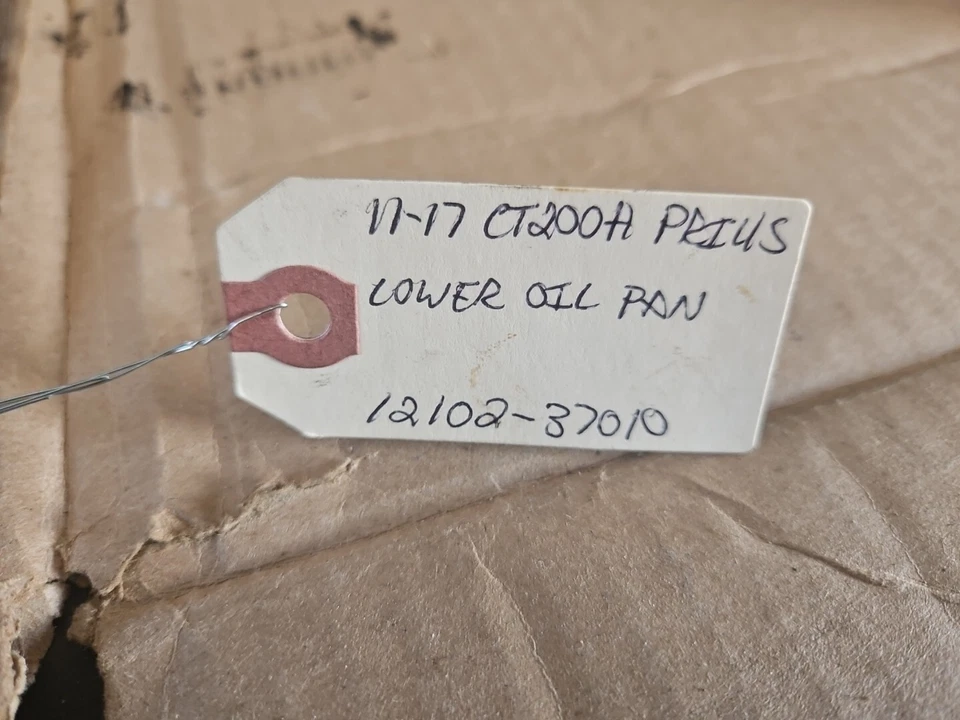 11-17 CT200H PRIUS
LOWER OIL PAN
12102-37010